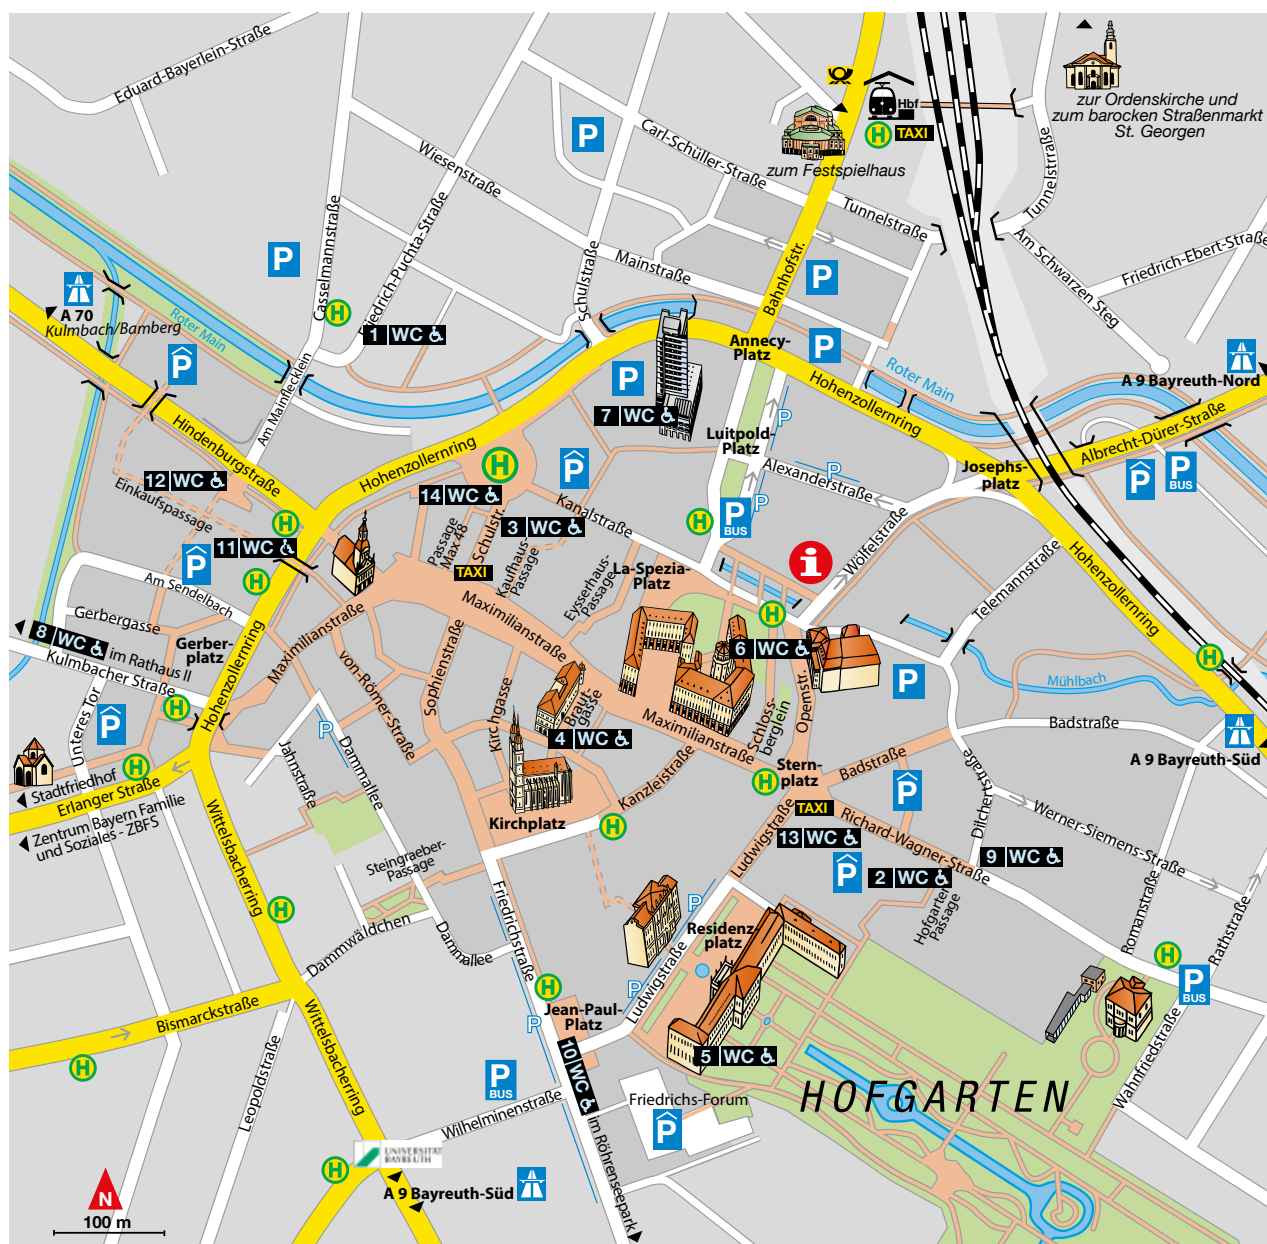 Eduard-Bayerlein-Straße
Wiesenstraße
P
Carl-Schüller-Straße
Hbf
H
TAXI
zum Festspielhaus
zur Ordenskirche und
zum barocken Straßenmarkt
St. Georgen
Tunnelstraße
Tunnelstraße
Am Schwarzen Steg
Friedrich-Ebert-Straße
Casselmannstraße
Friedrich-Puchta-Straße
Schulstraße
Mainstraße
Bahnhofstr.
P
P
A 70
Kulmbach/Bamberg
Roter Main
H
1 WC
P
Am Mainflecklein
Annecy-
Platz
P
P
Roter Main
A 9 Bayreuth-Nord
7 WC
P
Hohenzollernring
Luitpold-
Platz
Albrecht-Dürer-Straße
Hindenburgstraße
Hohenzollernring
Josephs-
platz
P
P
BUS
12 WC
Einkaufspassage
H
14 WC
P
Alexanderstraße
P
Kanalstraße
P
P
BUS
H
H
3 WC
Passage
Max 48
Schulstr.
Kaufhaus-
Passage
Eysserhaus-
Passage
11 WC
P
H
TAXI
La-Spezia-
Platz
i
Wölfelstraße
Telemannstraße
Hohenzollernring
Am Sendelbach
Gerbergasse
Gerber-
platz
8 WC im Rathaus II
Kulmbacher Straße
Maximilianstraße
Hohenzollernring
Maximilianstraße
von-Römer-Straße
Sophienstraße
Kirchgasse
Braut-
gasse
4 WC
H
6 WC
P
H
Mühlbach
Unteres Tor
P
H
Opernstr.
Schloss-
berglein
Maximilianstraße
Badstraße
A 9 Bayreuth-Süd
Stadtfriedhof
H
Erlanger Straße
Zentrum Bayern Familie
und Soziales - ZBFS
P
Jahnstraße
Dammallee
Kirchplatz
Kanzleistraße
H
H
Stern-
platz
Badstraße
P
TAXI
13 WC
Ludwigstraße
Richard-Wagner-Straße
Dilchertstraße
9 WC
Werner-Siemens-Straße
P
2 WC
Hofgarten
Passage
Wittelsbacherring
Steingraeber-
Passage
H
Dammwäldchen
Dammallee
Friedrichstraße
P
Residenz-
platz
Ludwigstraße
P
Romanstraße
Rathstraße
H
P
BUS
Bismarckstraße
H
H
Jean-Paul-
Platz
P
5 WC
Wahnfriedstraße
HOFGARTEN
Leopoldstraße
Wittelsbacherring
P
BUS
Wilhelminenstraße
10 WC im Röhrenseepark
Friedrichs-Forum
P
H
UNIVERSITÄT
BAYREUTH
A 9 Bayreuth-Süd
N
100 m